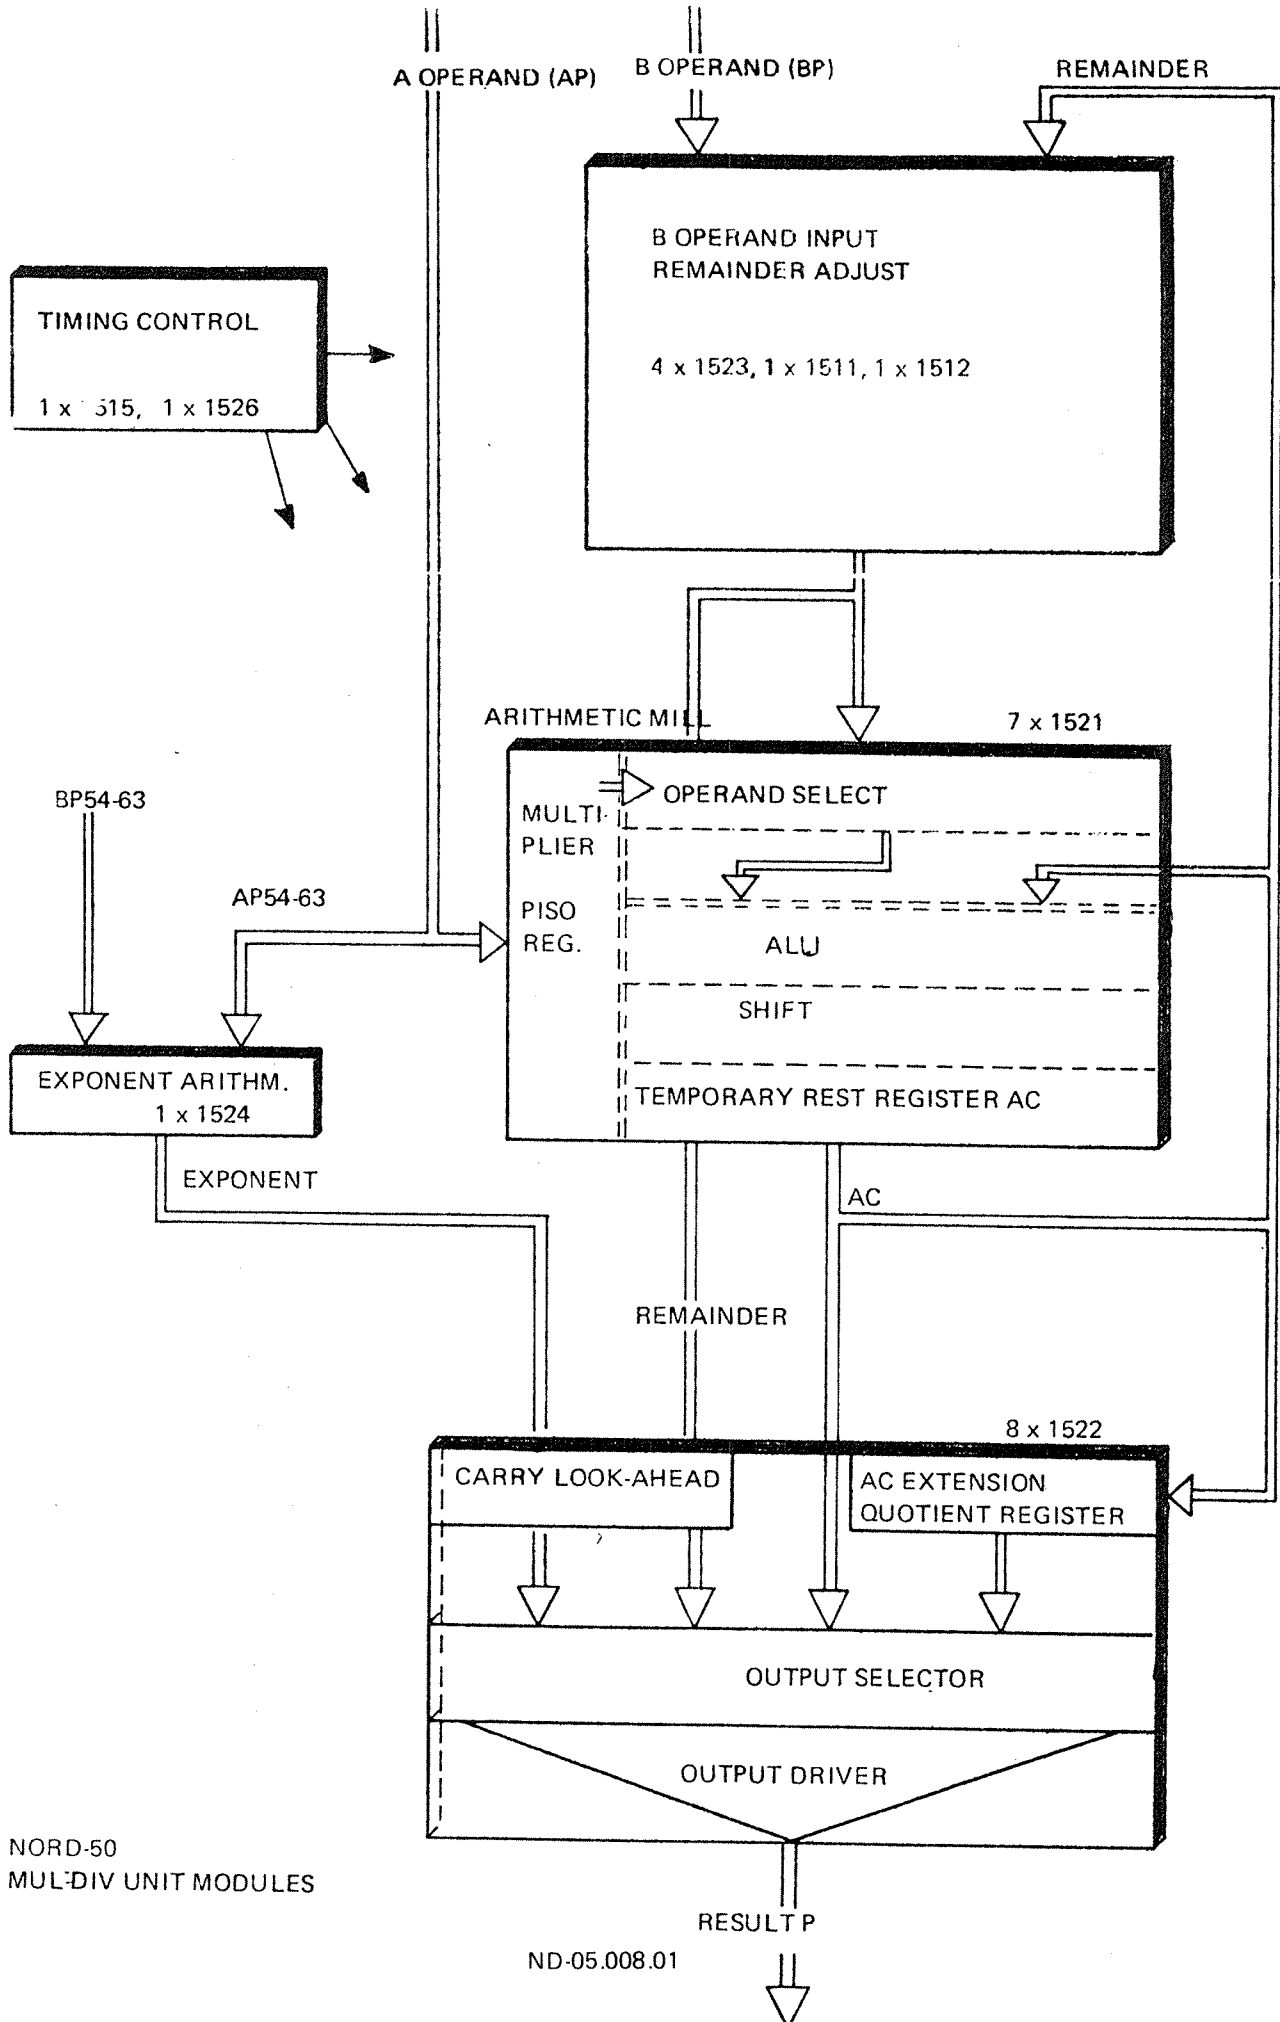 A OPERAND (AP)
B OPERAND (BP)
REMAINDER
B OPERAND INPUT
REMAINDER ADJUST
4 x 1523, 1 x 1511, 1 x 1512
TIMING CONTROL
1 x 515, 1 x 1526
ARITHMETIC MILL
7 x 1521
OPERAND SELECT
MULTI-
PLIER
PISO
REG.
ALU
SHIFT
TEMPORARY REST REGISTER AC
BP54-63
AP54-63
EXPONENT ARITHM.
1 x 1524
EXPONENT
AC
REMAINDER
8 x 1522
CARRY LOOK-AHEAD
AC EXTENSION
QUOTIENT REGISTER
OUTPUT SELECTOR
OUTPUT DRIVER
NORD-50
MUL-DIV UNIT MODULES
RESULT P
ND-05.008.01